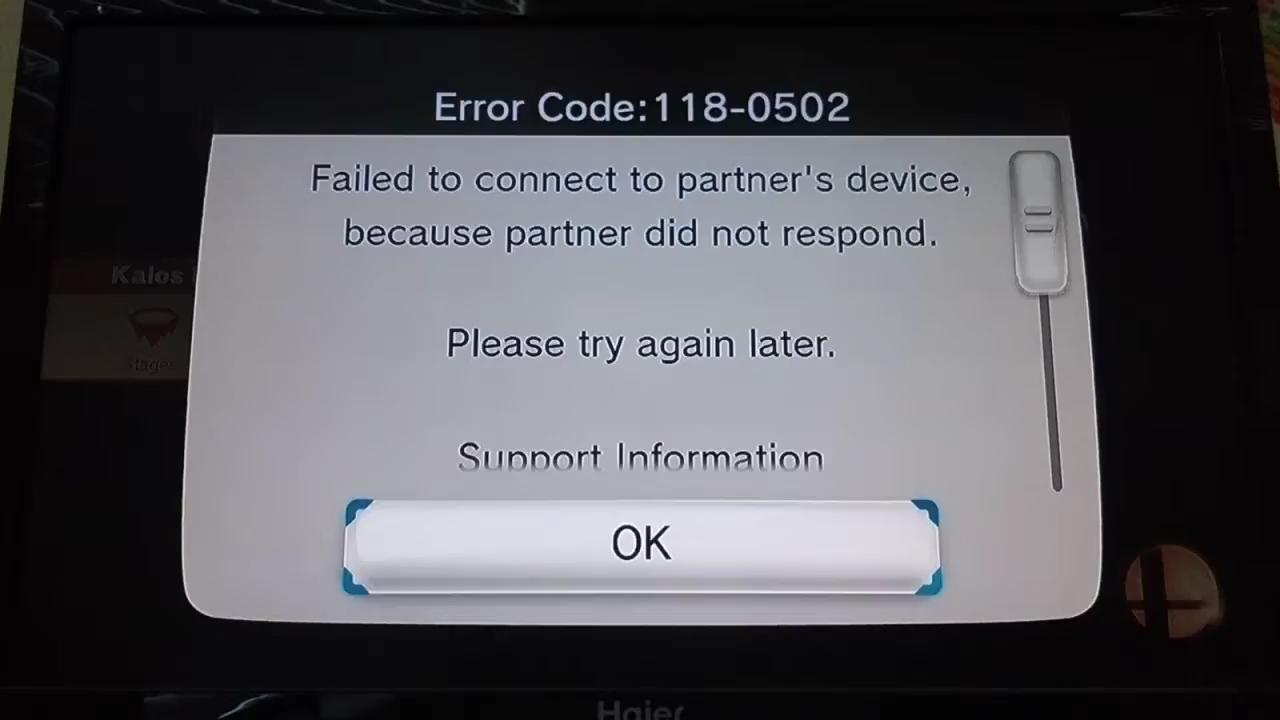 Error Code:118-0502
Failed to connect to partner's device,
because partner did not respond.
Please try again later.
Support Information
OK
Kalos
Stages
Haier